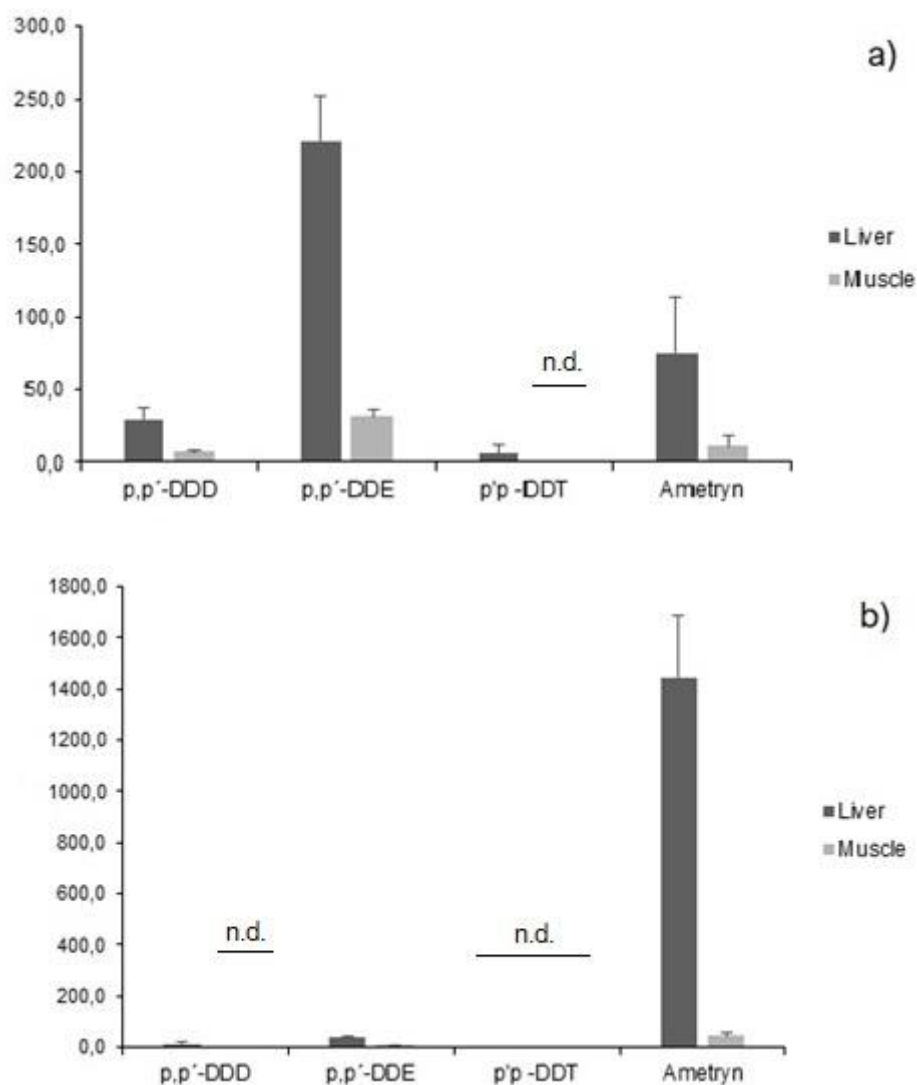 300,0
a)
250,0
200,0
Liver
150,0
Muscle
100,0
n.d.
50,0
0,0
p,p´-DDD p,p´-DDE p'p -DDT Ametryn
1800,0
b)
1600,0
1400,0
1200,0
1000,0
Liver
800,0
Muscle
600,0
n.d. n.d.
400,0
200,0
0,0
p,p´-DDD p,p´-DDE p'p -DDT Ametryn